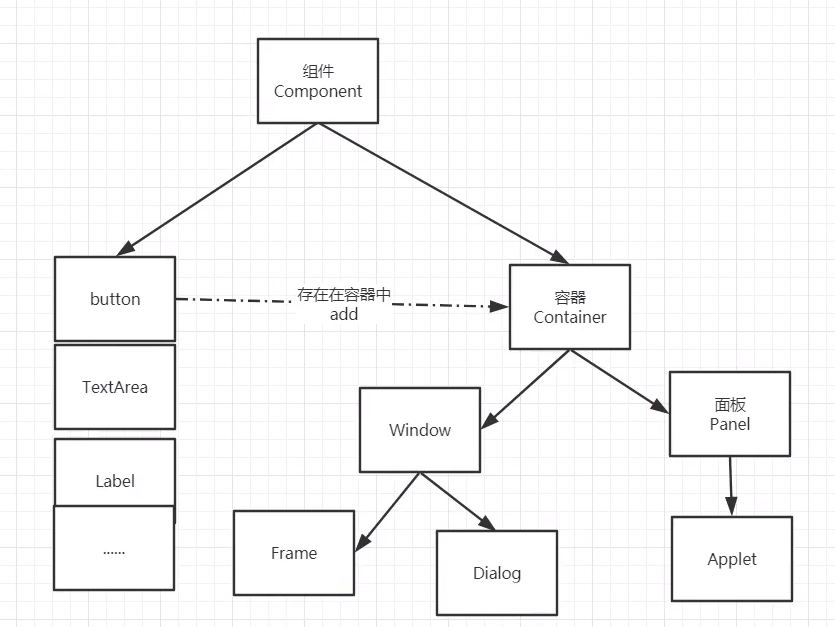 组件
Component
button
存在在容器中
add
容器
Container
TextArea
Window
面板
Panel
Label
......
Frame
Dialog
Applet